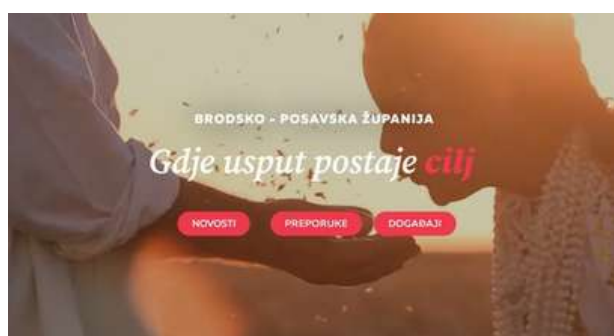 BRODSKO - POSAVSKA ŽUPANIJA
Gdje usput postaje cilj
NOVOSTI PREPORUKE DOGAĐAJI